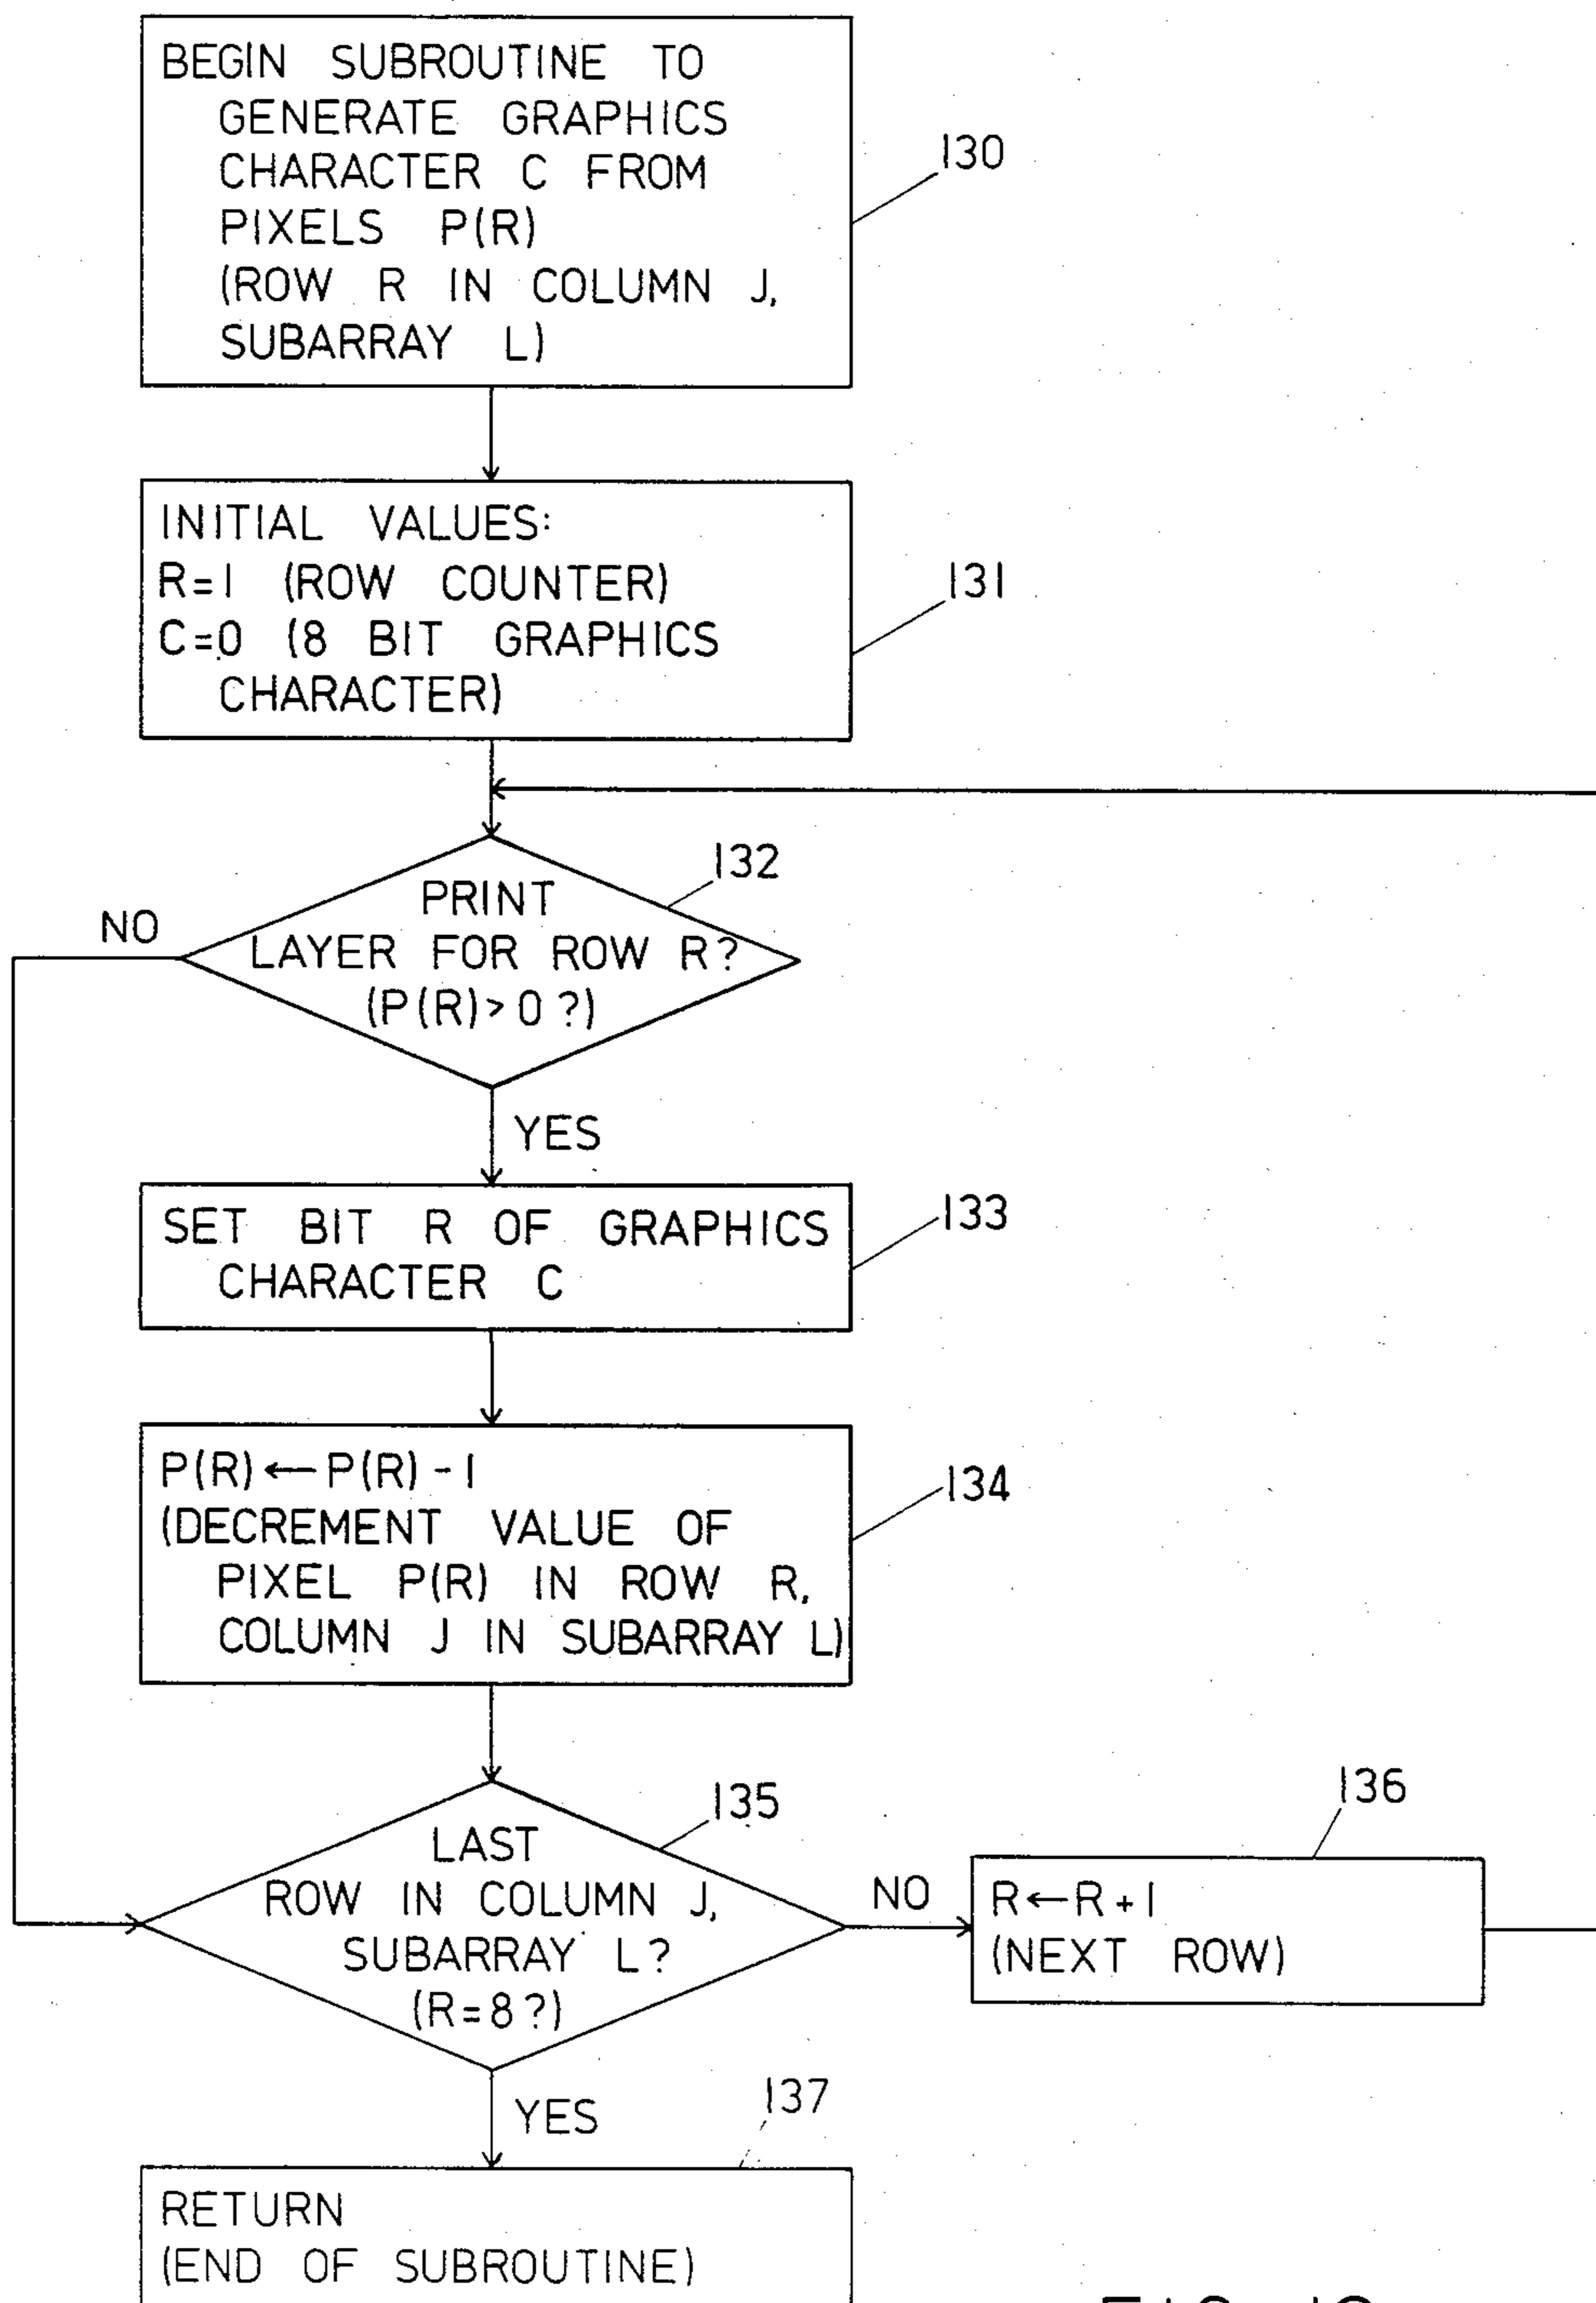 BEGIN SUBROUTINE TO
GENERATE GRAPHICS
CHARACTER C FROM
PIXELS P(R)
(ROW R IN COLUMN J,
SUBARRAY L)
130
INITIAL VALUES:
R=1 (ROW COUNTER)
C=0 (8 BIT GRAPHICS
CHARACTER)
131
132
PRINT
LAYER FOR ROW R?
(P(R)>0?)
NO
YES
SET BIT R OF GRAPHICS
CHARACTER C
133
P(R)←P(R)-1
(DECREMENT VALUE OF
PIXEL P(R) IN ROW R,
COLUMN J IN SUBARRAY L)
134
135
LAST
ROW IN COLUMN J,
SUBARRAY L?
(R=8?)
NO
136
R←R+1
(NEXT ROW)
YES
137
RETURN
(END OF SUBROUTINE)